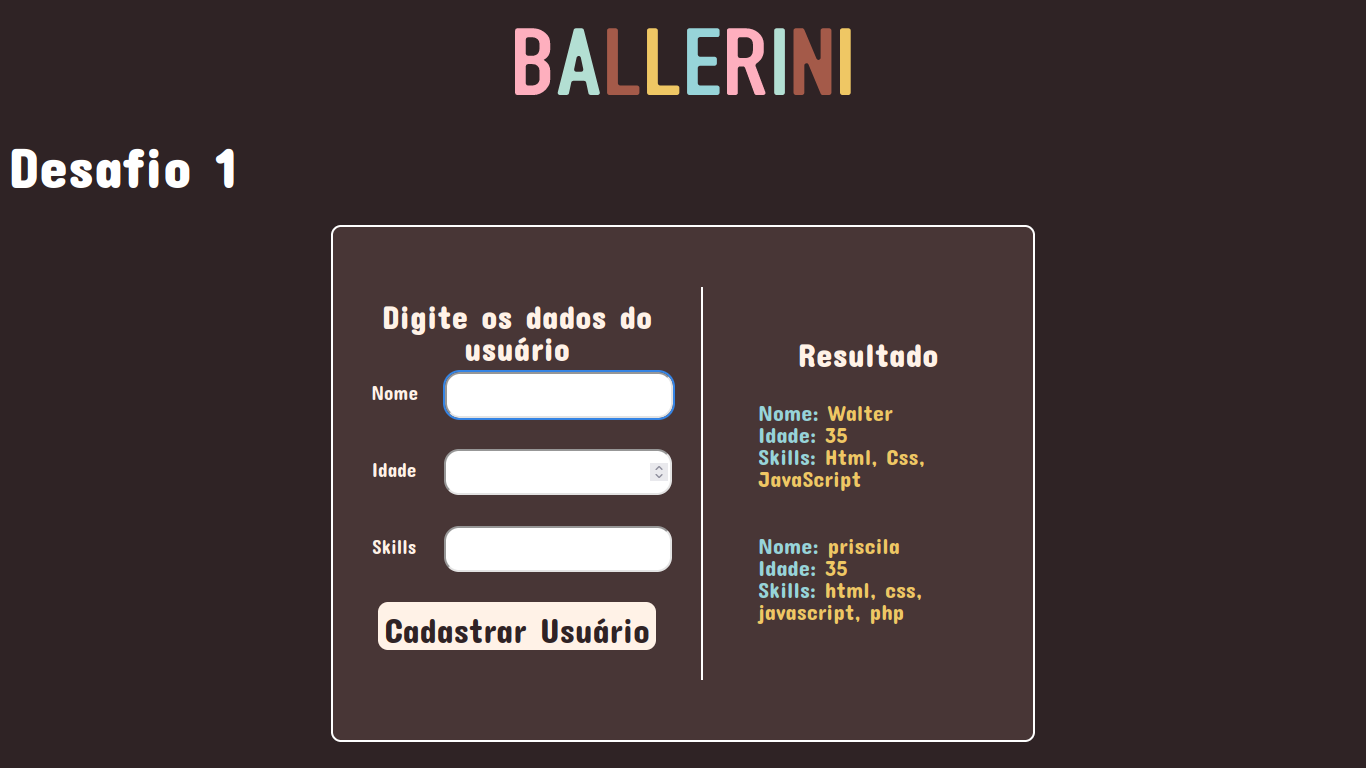 BALLERINI
Desafio 1
Digite os dados do
usuário
Nome
Idade
Skills
Cadastrar Usuário
Resultado
Nome: Walter
Idade: 35
Skills: Html, Css,
JavaScript
Nome: priscila
Idade: 35
Skills: html, css,
javascript, php